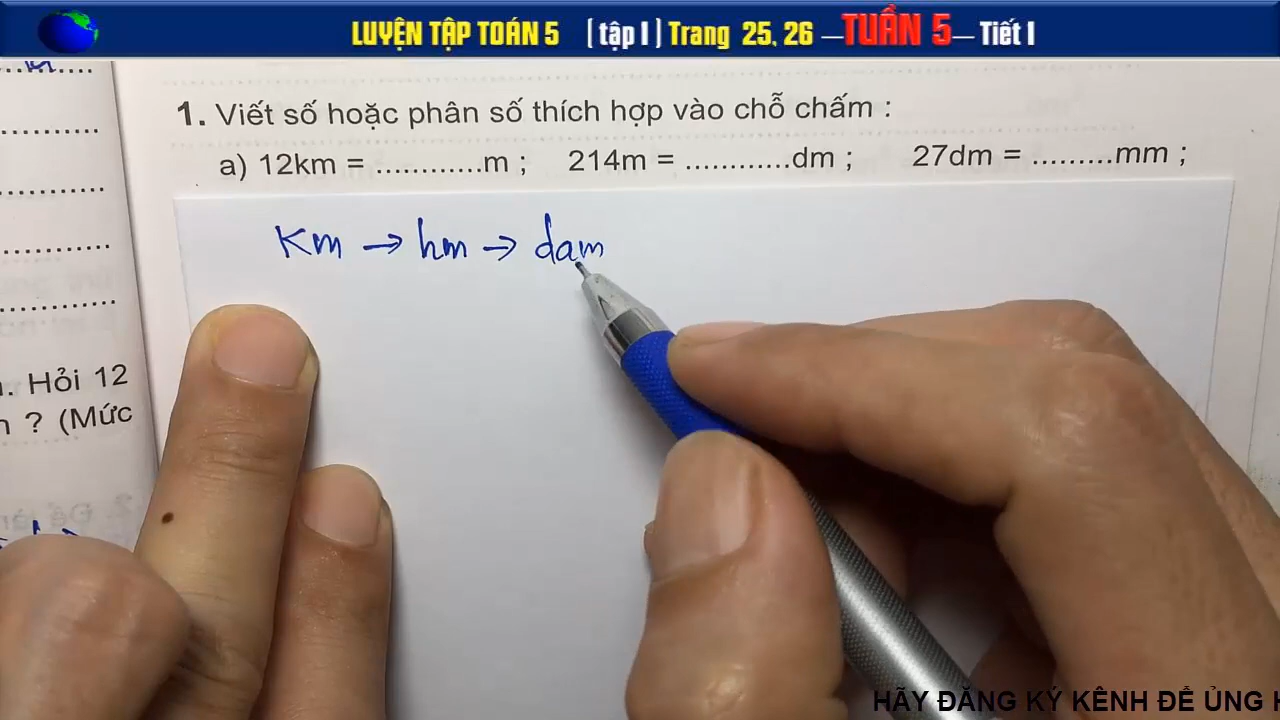 LUYỆN TẬP TOÁN 5 ( tập I ) Trang 25, 26 —TUẦN 5— Tiết I
1. Viết số hoặc phân số thích hợp vào chỗ chấm :
a) 12km = ............m ; 214m = ............dm ; 27dm = .........mm ;
Km → hm → dam
. Hỏi 12
? (Mức
HÃY ĐĂNG KÝ KÊNH ĐỂ ỦNG